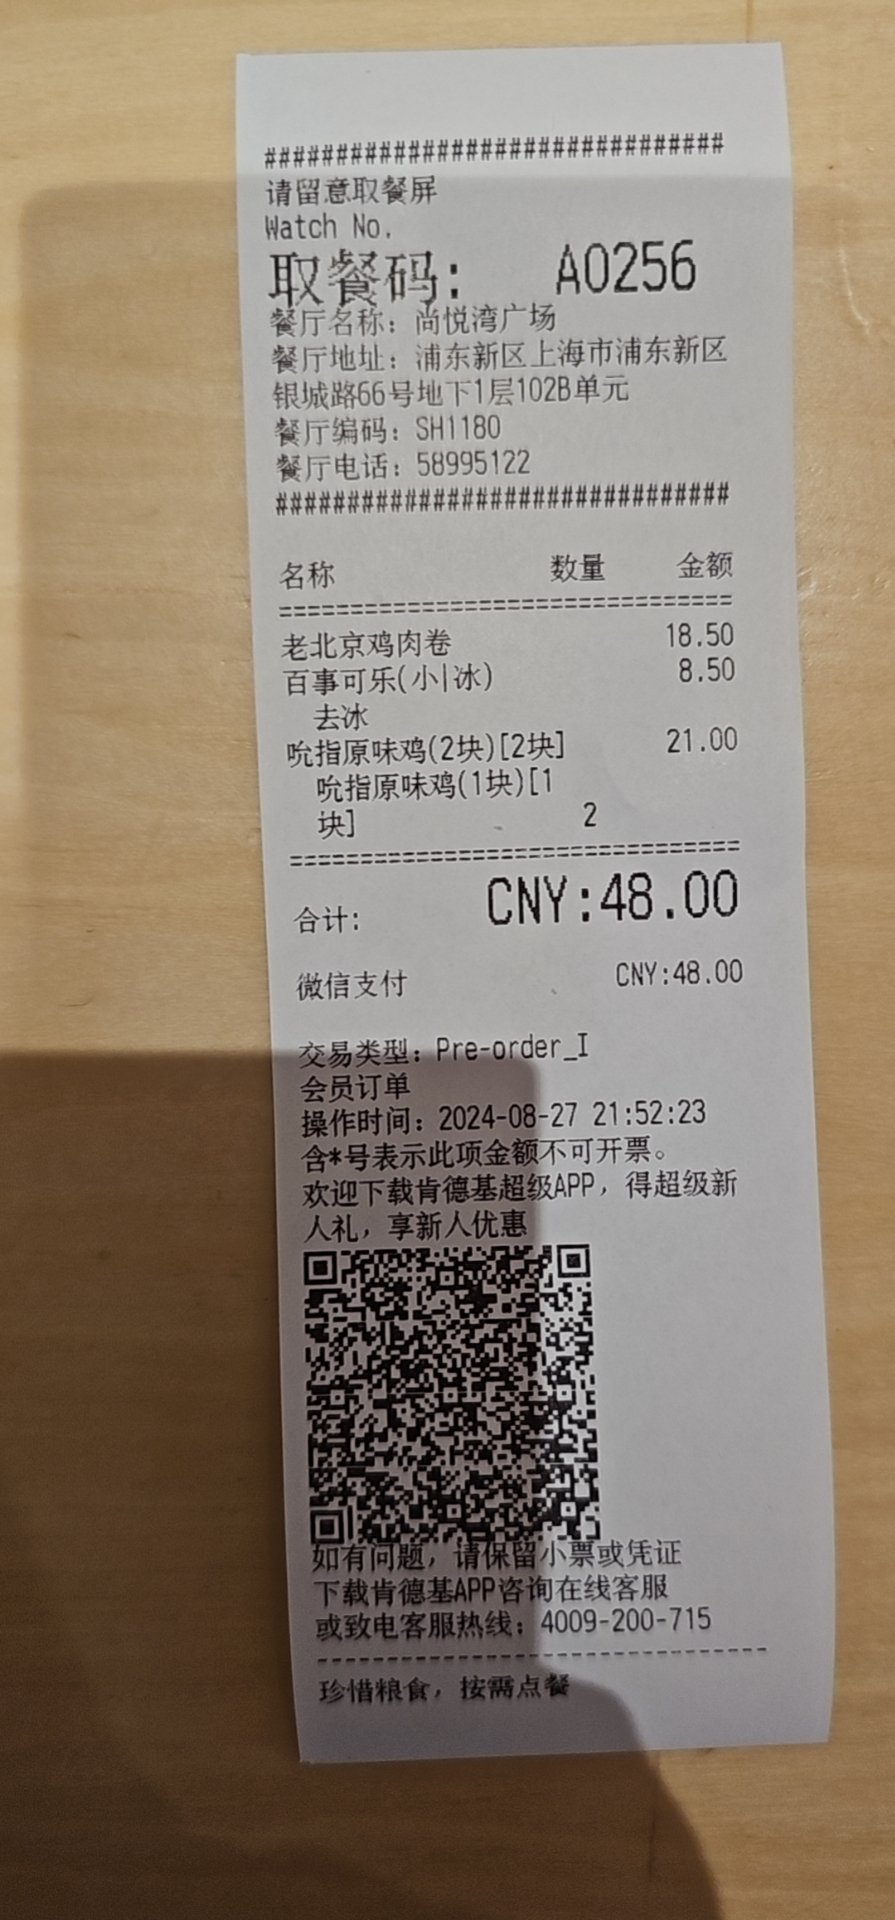 ################################
请留意取餐屏
Watch No.
取餐码: A0256
餐厅名称：尚悦湾广场
餐厅地址：浦东新区上海市浦东新区
银城路66号地下1层102B单元
餐厅编码：SH1180
餐厅电话：58995122
################################
名称 数量 金额
================================
老北京鸡肉卷 18.50
百事可乐(小|冰) 8.50
去冰
吮指原味鸡(2块)[2块] 21.00
吮指原味鸡(1块)[1
块] 2
================================
合计: CNY:48.00
微信支付 CNY:48.00
交易类型：Pre-order_I
会员订单
操作时间：2024-08-27 21:52:23
含*号表示此项金额不可开票。
欢迎下载肯德基超级APP，得超级新
人礼，享新人优惠
如有问题，请保留小票或凭证
下载肯德基APP咨询在线客服
或致电客服热线：4009-200-715
--------------------------------
珍惜粮食，按需点餐